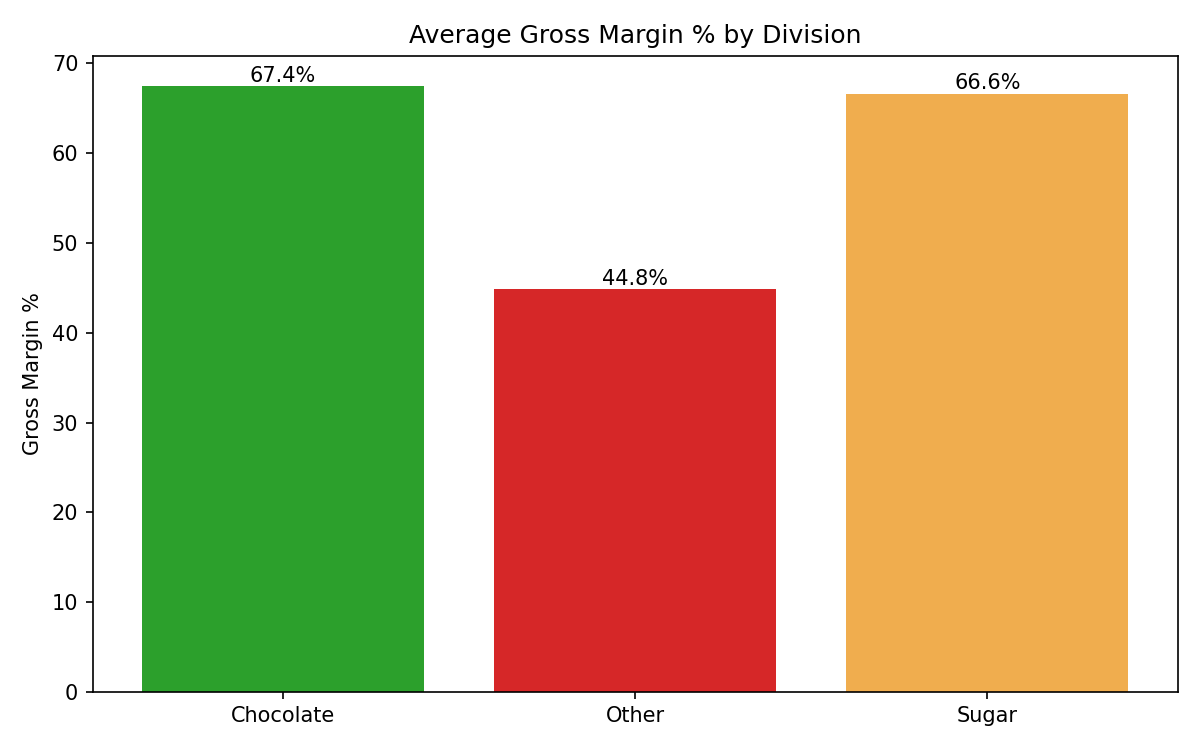 Average Gross Margin % by Division
Gross Margin %
70
60
50
40
30
20
10
0
67.4%
44.8%
66.6%
Chocolate
Other
Sugar